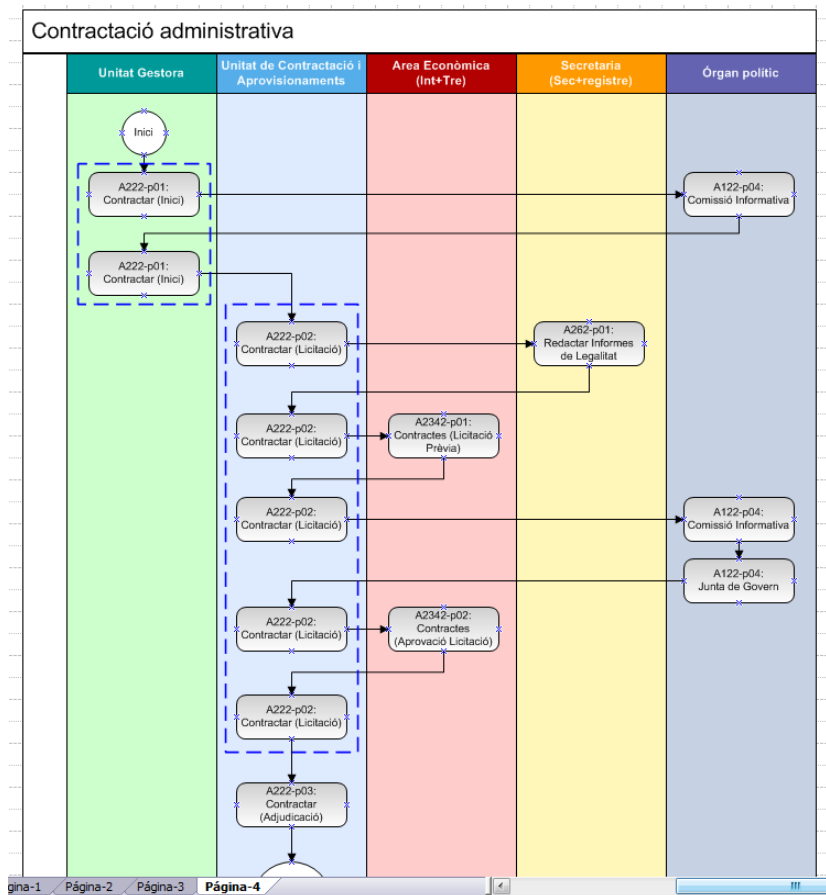 Contractació administrativa
Unitat Gestora
Unitat de Contractació i
Aprovisionaments
Area Econòmica
(Int+Tre)
Secretaria
(Sec+registre)
Órgan polític
Inici
A222-p01:
Contractar (Inici)
A122-p04:
Comissió Informativa
A222-p01:
Contractar (Inici)
A222-p02:
Contractar (Licitació)
A262-p01:
Redactar Informes
de Legalitat
A222-p02:
Contractar (Licitació)
A2342-p01:
Contractes (Licitació
Prèvia)
A222-p02:
Contractar (Licitació)
A122-p04:
Comissió Informativa
A122-p04:
Junta de Govern
A222-p02:
Contractar (Licitació)
A2342-p02:
Contractes
(Aprovació Licitació)
A222-p02:
Contractar (Licitació)
A222-p03:
Contractar
(Adjudicació)
gina-1
Página-2
Página-3
Página-4